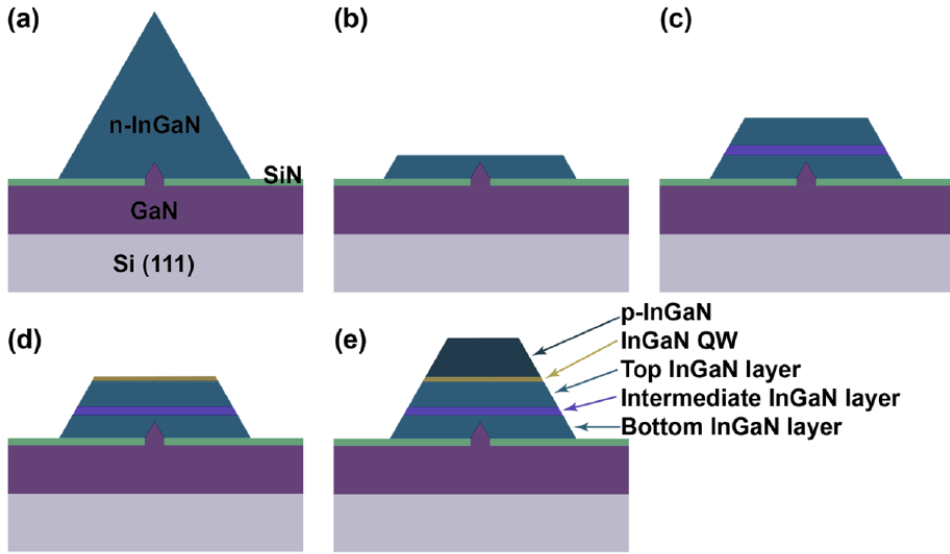 (a)
(b)
(c)
n-InGaN
SiN
GaN
Si (111)
(d)
(e)
p-InGaN
InGaN QW
Top InGaN layer
Intermediate InGaN layer
Bottom InGaN layer